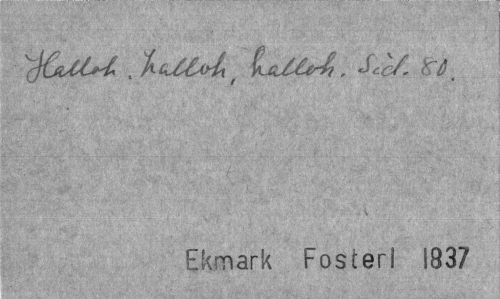 Halloh. halloh, halloh. Sid. 80.
Ekmark Fosterl 1837